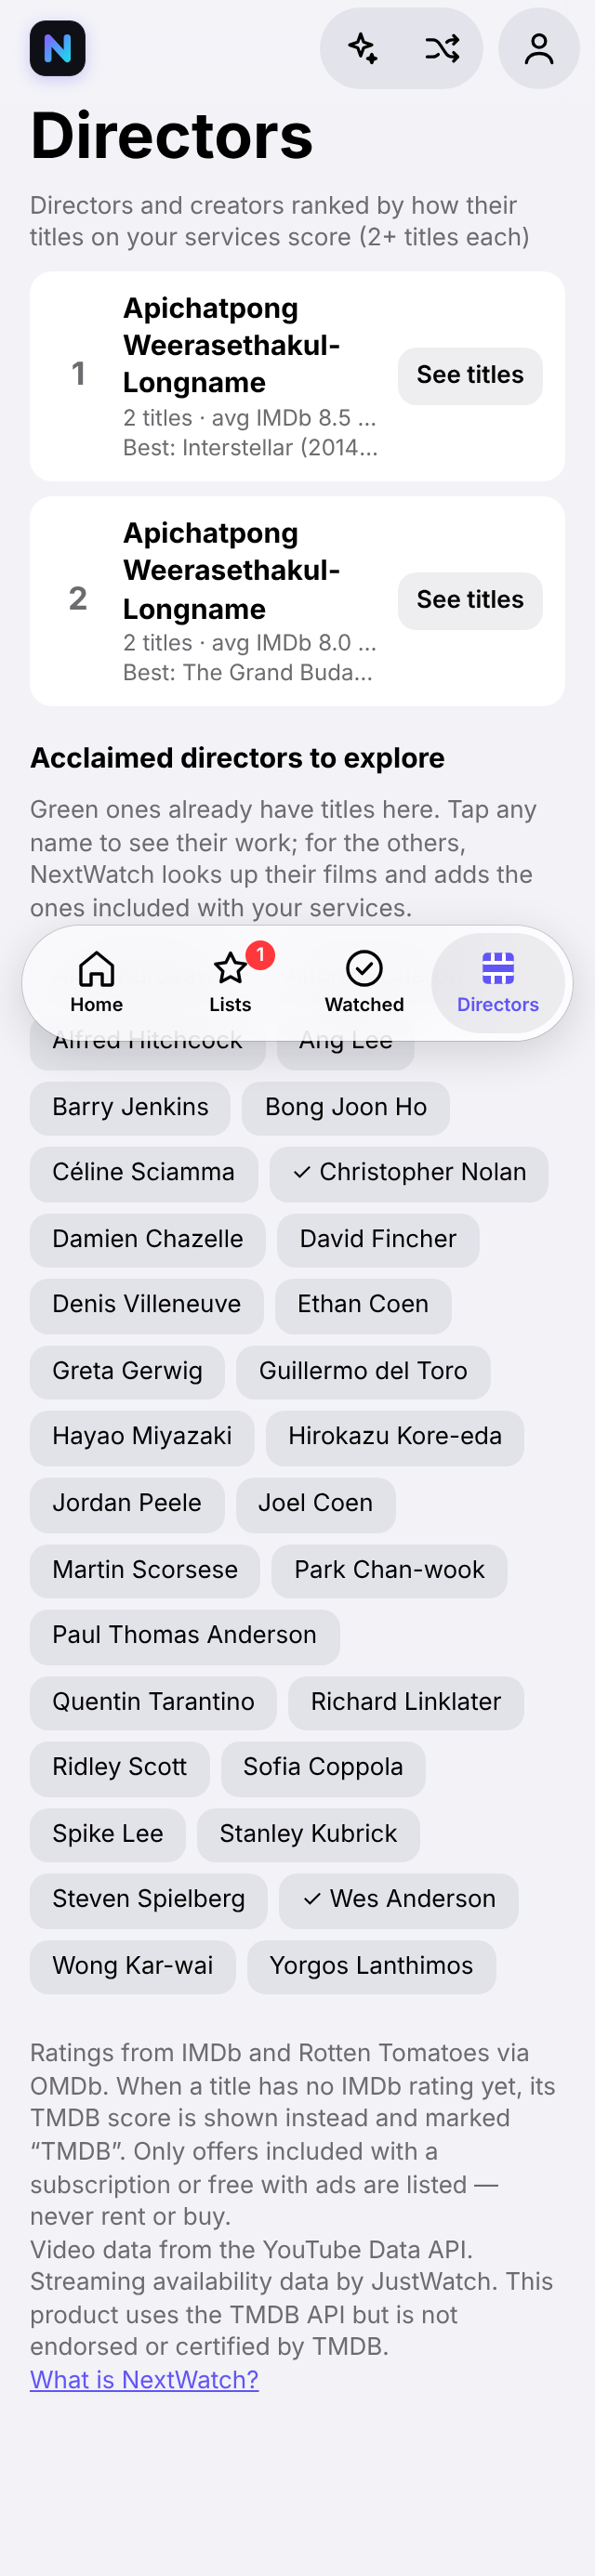 N
Directors
Directors and creators ranked by how their
titles on your services score (2+ titles each)
1
Apichatpong
Weerasethakul-
Longname
2 titles · avg IMDb 8.5 ...
Best: Interstellar (2014...
See titles
2
Apichatpong
Weerasethakul-
Longname
2 titles · avg IMDb 8.0 ...
Best: The Grand Buda...
See titles
Acclaimed directors to explore
Green ones already have titles here. Tap any
name to see their work; for the others,
NextWatch looks up their films and adds the
ones included with your services.
1
Home Lists Watched Directors
Alfred Hitchcock Ang Lee
Barry Jenkins Bong Joon Ho
Céline Sciamma ✓ Christopher Nolan
Damien Chazelle David Fincher
Denis Villeneuve Ethan Coen
Greta Gerwig Guillermo del Toro
Hayao Miyazaki Hirokazu Kore-eda
Jordan Peele Joel Coen
Martin Scorsese Park Chan-wook
Paul Thomas Anderson
Quentin Tarantino Richard Linklater
Ridley Scott Sofia Coppola
Spike Lee Stanley Kubrick
Steven Spielberg ✓ Wes Anderson
Wong Kar-wai Yorgos Lanthimos
Ratings from IMDb and Rotten Tomatoes via
OMDb. When a title has no IMDb rating yet, its
TMDB score is shown instead and marked
“TMDB”. Only offers included with a
subscription or free with ads are listed —
never rent or buy.
Video data from the YouTube Data API.
Streaming availability data by JustWatch. This
product uses the TMDB API but is not
endorsed or certified by TMDB.
What is NextWatch?